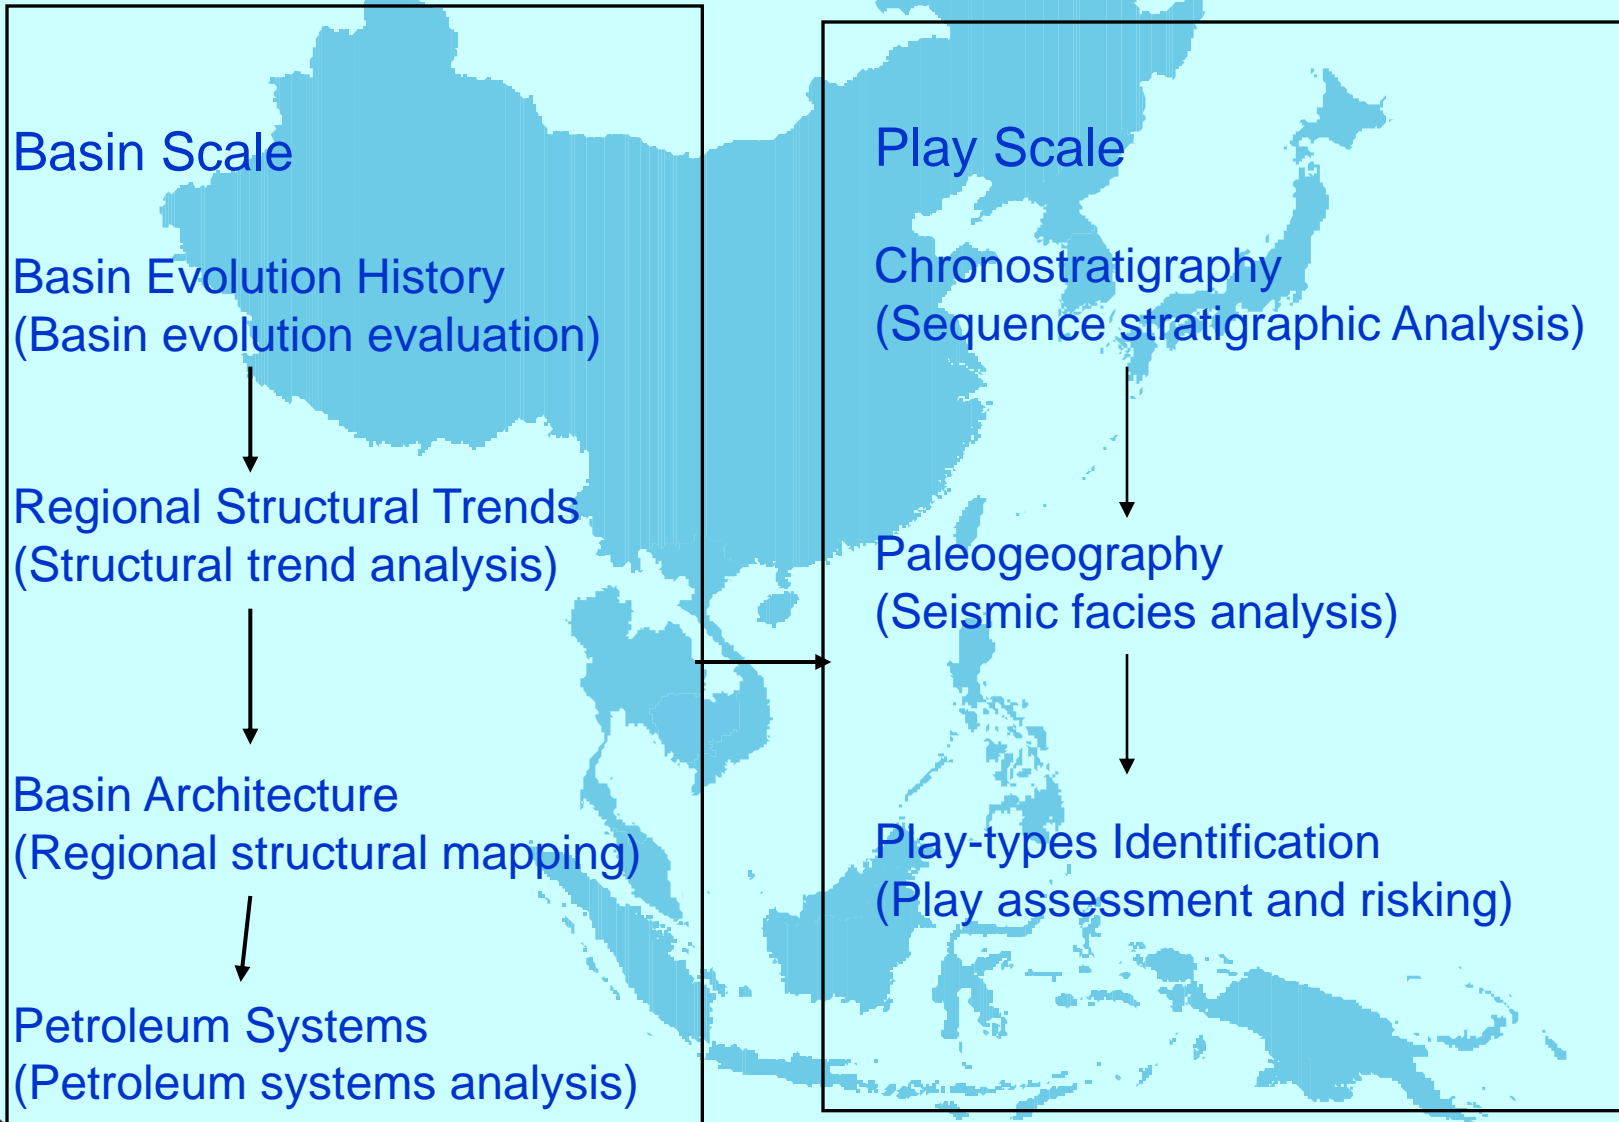 Basin Scale
Basin Evolution History
(Basin evolution evaluation)
Regional Structural Trends
(Structural trend analysis)
Basin Architecture
(Regional structural mapping)
Petroleum Systems
(Petroleum systems analysis)
Play Scale
Chronostratigraphy
(Sequence stratigraphic Analysis)
Paleogeography
(Seismic facies analysis)
Play-types Identification
(Play assessment and risking)